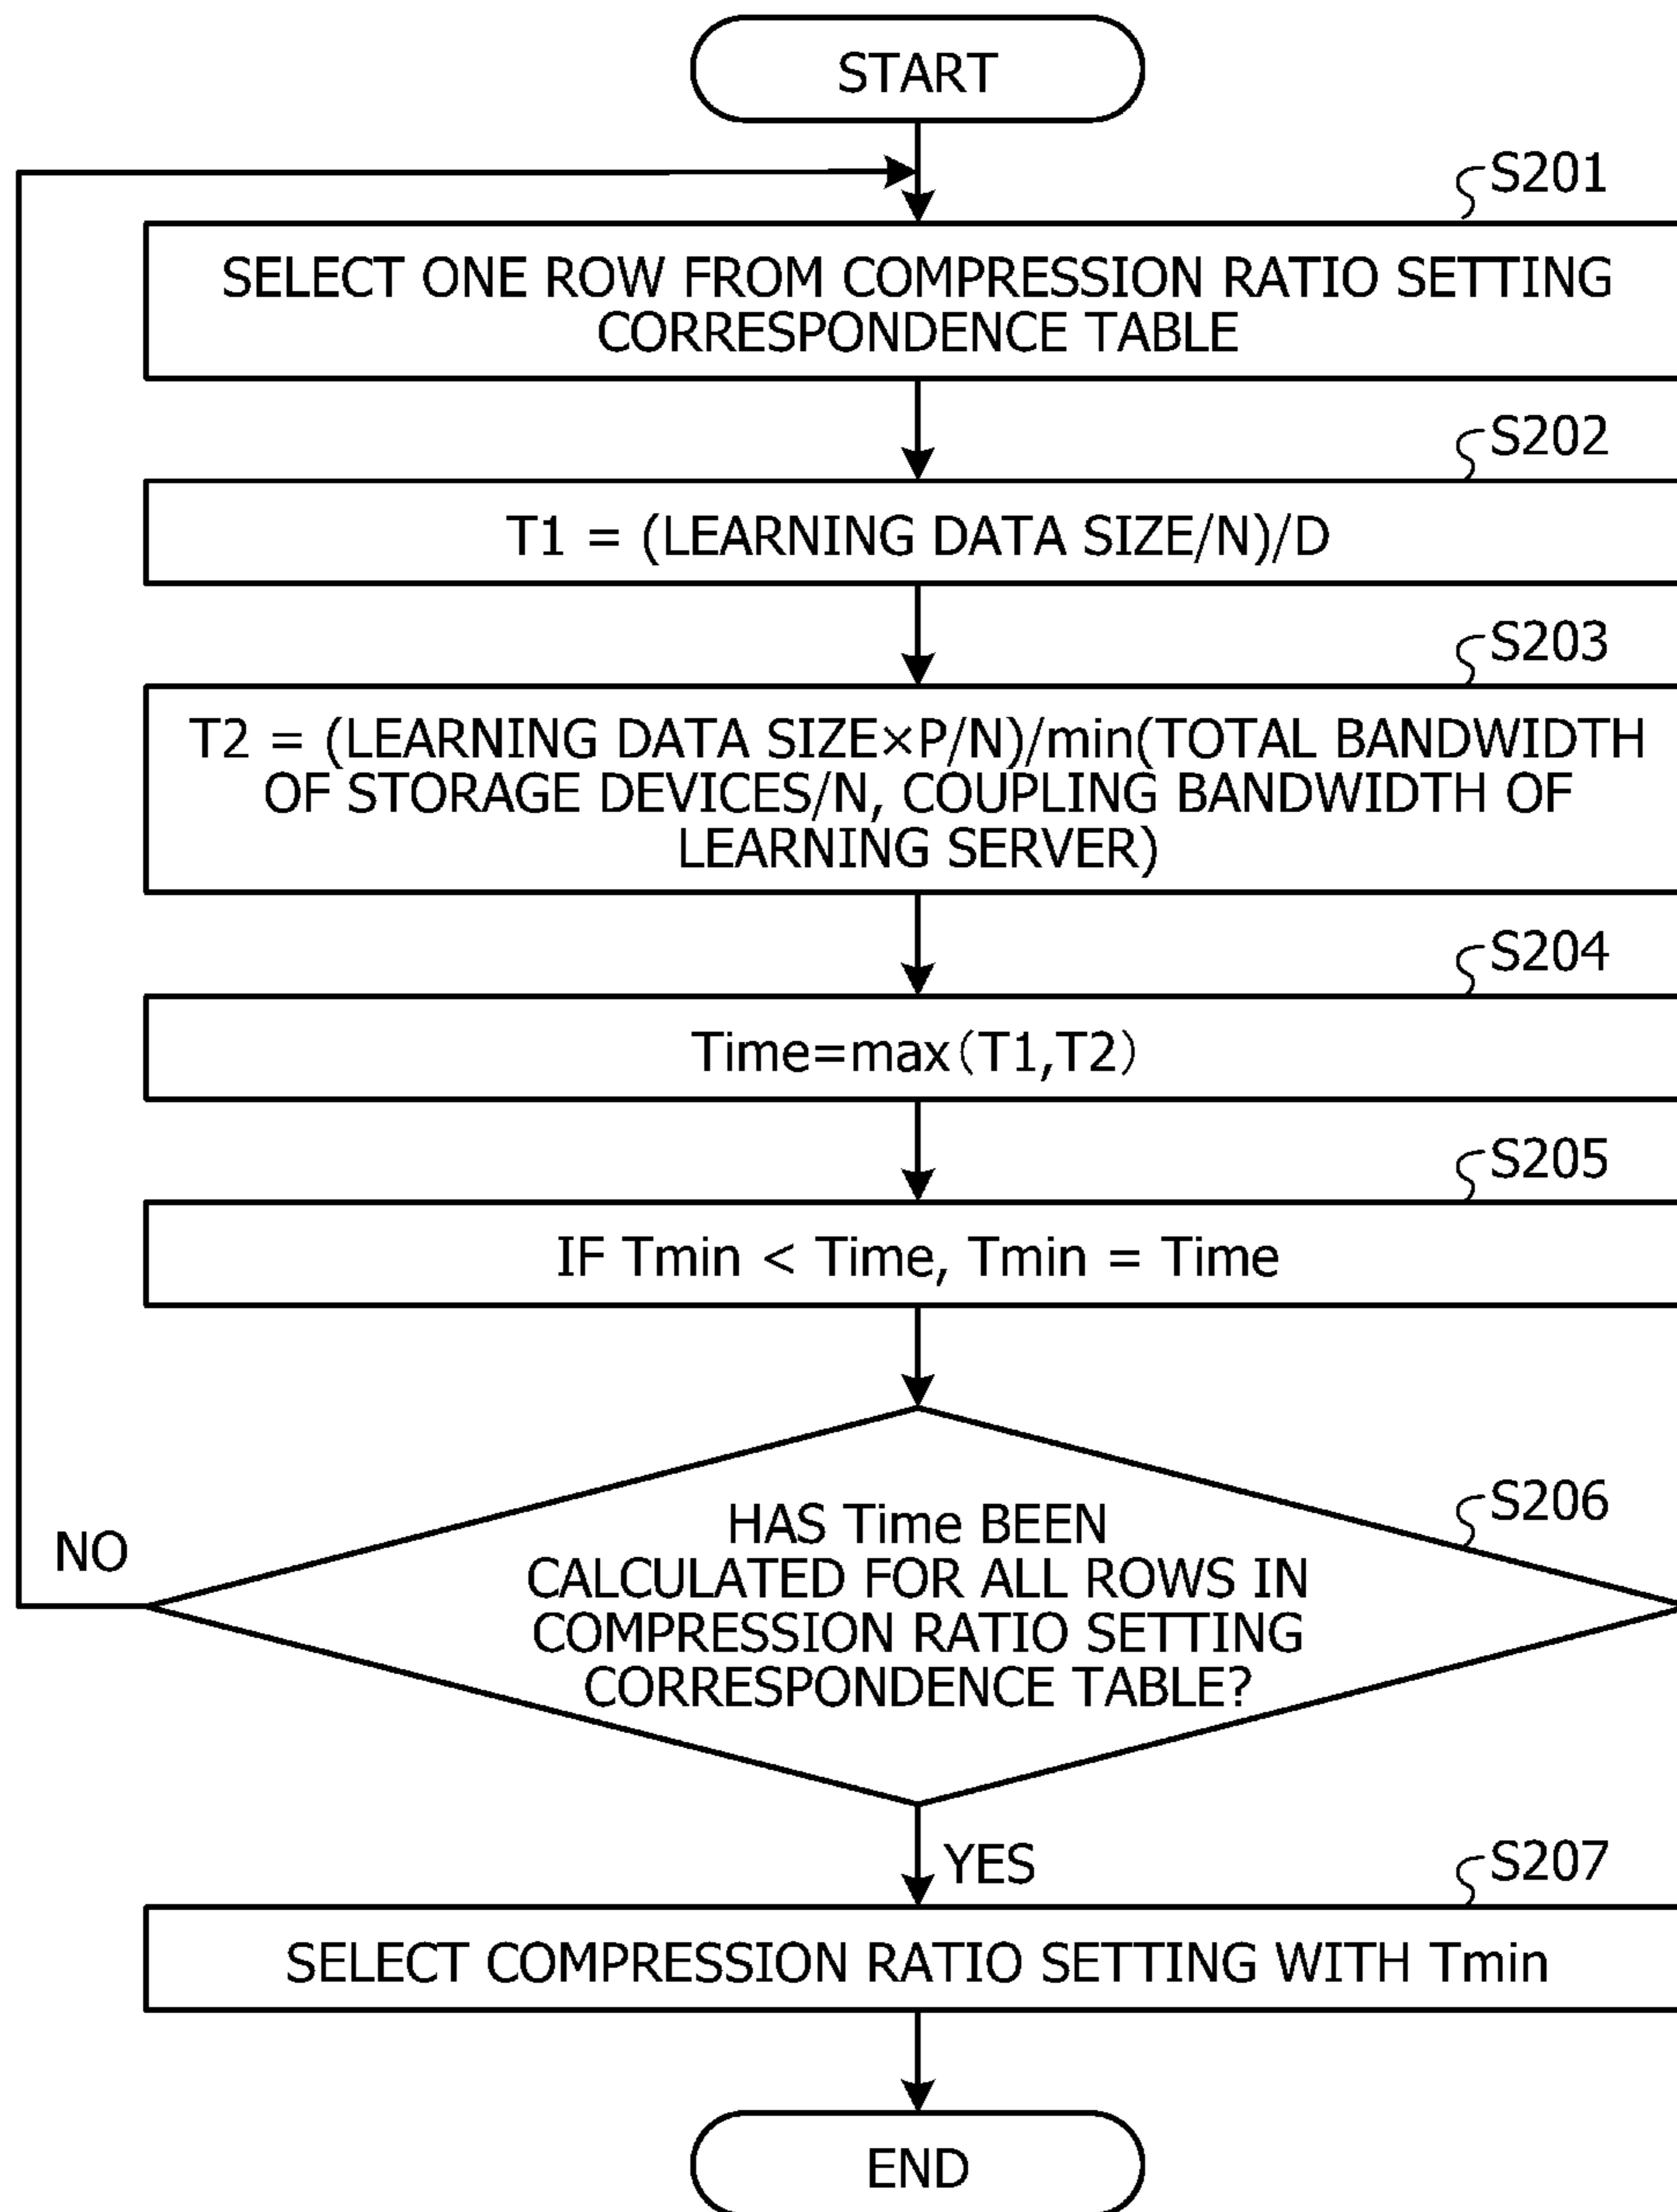 START
S201
SELECT ONE ROW FROM COMPRESSION RATIO SETTING
CORRESPONDENCE TABLE
S202
T1 = (LEARNING DATA SIZE/N)/D
S203
T2 = (LEARNING DATA SIZE×P/N)/min(TOTAL BANDWIDTH
OF STORAGE DEVICES/N, COUPLING BANDWIDTH OF
LEARNING SERVER)
S204
Time=max(T1,T2)
S205
IF Tmin < Time, Tmin = Time
S206
HAS Time BEEN
CALCULATED FOR ALL ROWS IN
COMPRESSION RATIO SETTING
CORRESPONDENCE TABLE?
NO
YES
S207
SELECT COMPRESSION RATIO SETTING WITH Tmin
END